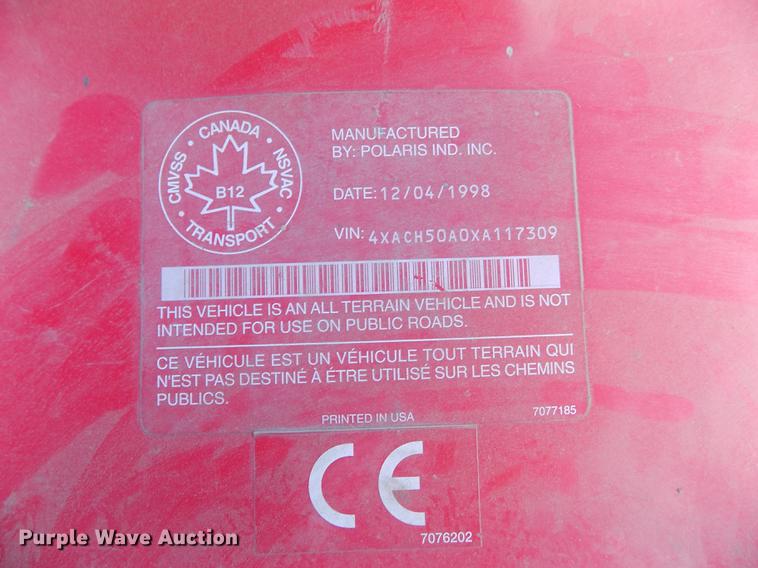 CMVSS · CANADA · NSVAC
B12
· TRANSPORT ·
MANUFACTURED
BY: POLARIS IND. INC.
DATE: 12/04/1998
VIN: 4XACH50A0XA117309
THIS VEHICLE IS AN ALL TERRAIN VEHICLE AND IS NOT
INTENDED FOR USE ON PUBLIC ROADS.
CE VÉHICULE EST UN VÉHICULE TOUT TERRAIN QUI
N'EST PAS DESTINÉ À ÉTRE UTILISÉ SUR LES CHEMINS
PUBLICS.
PRINTED IN USA
7077185
CE
7076202
Purple Wave Auction®